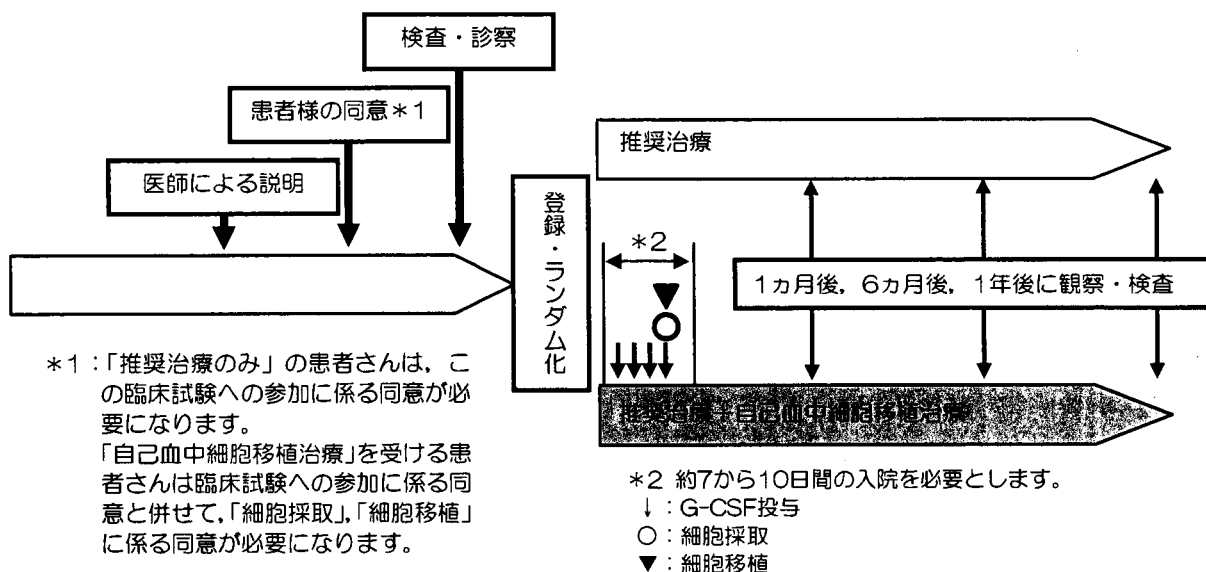 検査・診察
患者様の同意*1
医師による説明
登録・ランダム化
推奨治療
*2
1ヵ月後,6ヵ月後,1年後に観察・検査
推奨治療+自己血中細胞移植治療
*1:「推奨治療のみ」の患者さんは,こ
の臨床試験への参加に係る同意が必
要になります。
「自己血中細胞移植治療」を受ける患
者さんは臨床試験への参加に係る同
意と併せて,「細胞採取」,「細胞移植」
に係る同意が必要になります。
*2 約7から10日間の入院を必要とします。
↓:G-CSF投与
○:細胞採取
▼:細胞移植